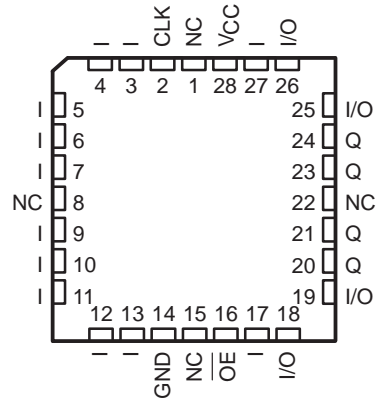 I I CLK NC VCC I I/O
4 3 2 1 28 27 26
I 5 25 I/O
I 6 24 Q
I 7 23 Q
NC 8 22 NC
I 9 21 Q
I 10 20 Q
I 11 19 I/O
12 13 14 15 16 17 18
I I GND NC OE I I/O